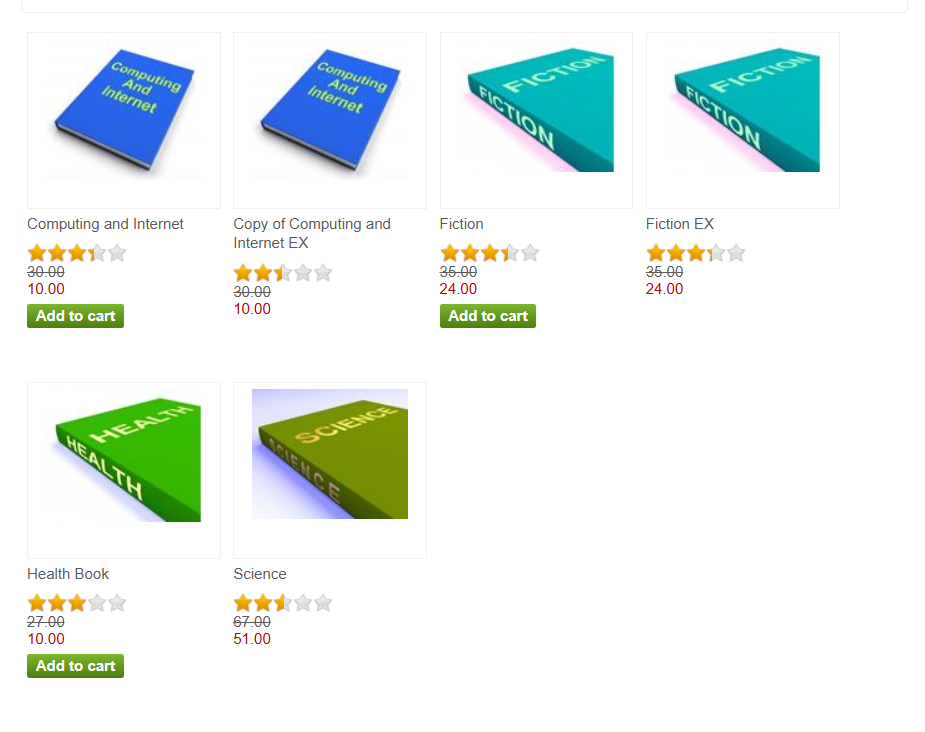 Computing
And
Internet
Computing
And
Internet
FICTION
FICTION
FICTION
FICTION
Computing and Internet
Copy of Computing and
Internet EX
Fiction
Fiction EX
30.00
10.00
Add to cart
30.00
10.00
35.00
24.00
Add to cart
35.00
24.00
HEALTH
HEALTH
SCIENCE
SCIENCE
Health Book
Science
27.00
10.00
Add to cart
67.00
51.00